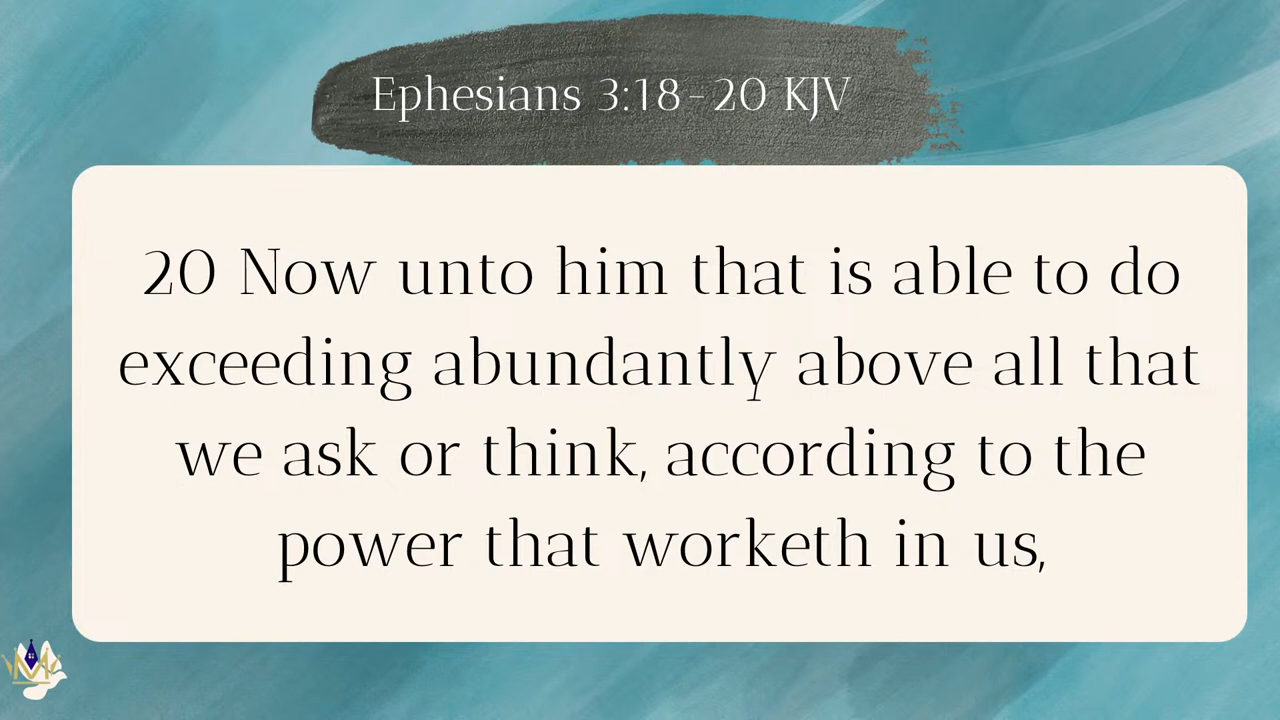 Ephesians 3:18-20 KJV
20 Now unto him that is able to do
exceeding abundantly above all that
we ask or think, according to the
power that worketh in us,
M